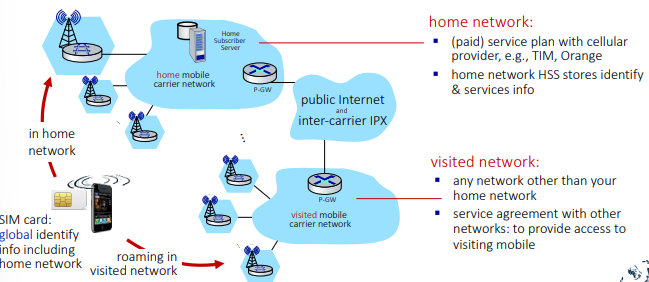 Home
Subscriber
Server
home mobile
carrier network
P-GW
public Internet
and
inter-carrier IPX
in home
network
SIM card:
global identify
info including
home network
roaming in
visited network
⋮
P-GW
visited mobile
carrier network
…
home network:
▪ (paid) service plan with cellular
provider, e.g., TIM, Orange
▪ home network HSS stores identify
& services info
visited network:
▪ any network other than your
home network
▪ service agreement with other
networks: to provide access to
visiting mobile